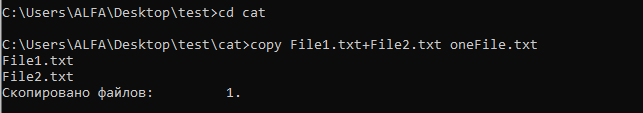 C:\Users\ALFA\Desktop\test>cd cat
C:\Users\ALFA\Desktop\test\cat>copy File1.txt+File2.txt oneFile.txt
File1.txt
File2.txt
Скопировано файлов:         1.